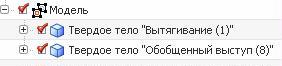 Модель
Твердое тело "Вытягивание (1)"
Твердое тело "Обобщенный выступ (8)"